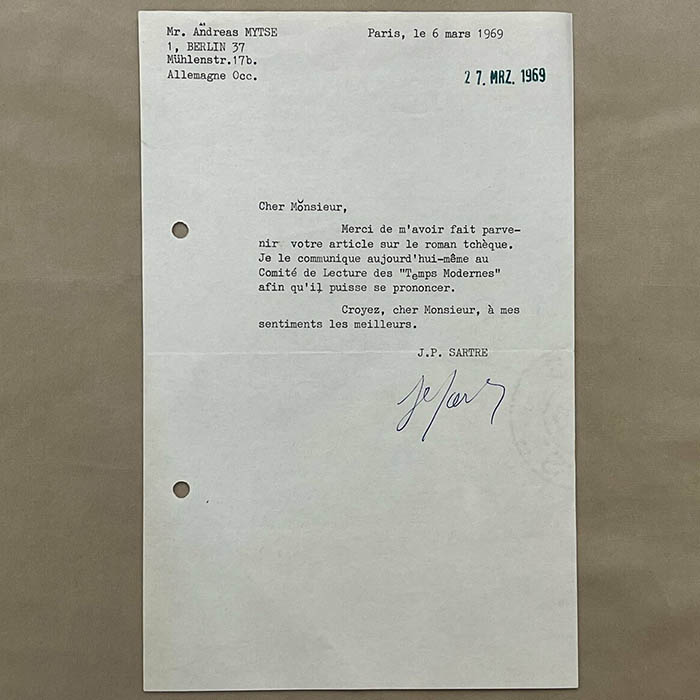 Mr. Andreas MYTSE
Paris, le 6 mars 1969
1, BERLIN 37
Mühlenstr.17b.
Allemagne Occ.
27. MRZ. 1969
Cher Monsieur,
Merci de m'avoir fait parve-
nir votre article sur le roman tchèque.
Je le communique aujourd'hui-même au
Comité de Lecture des "Temps Modernes"
afin qu'il puisse se prononcer.
Croyez, cher Monsieur, à mes
sentiments les meilleurs.
J.P. SARTRE